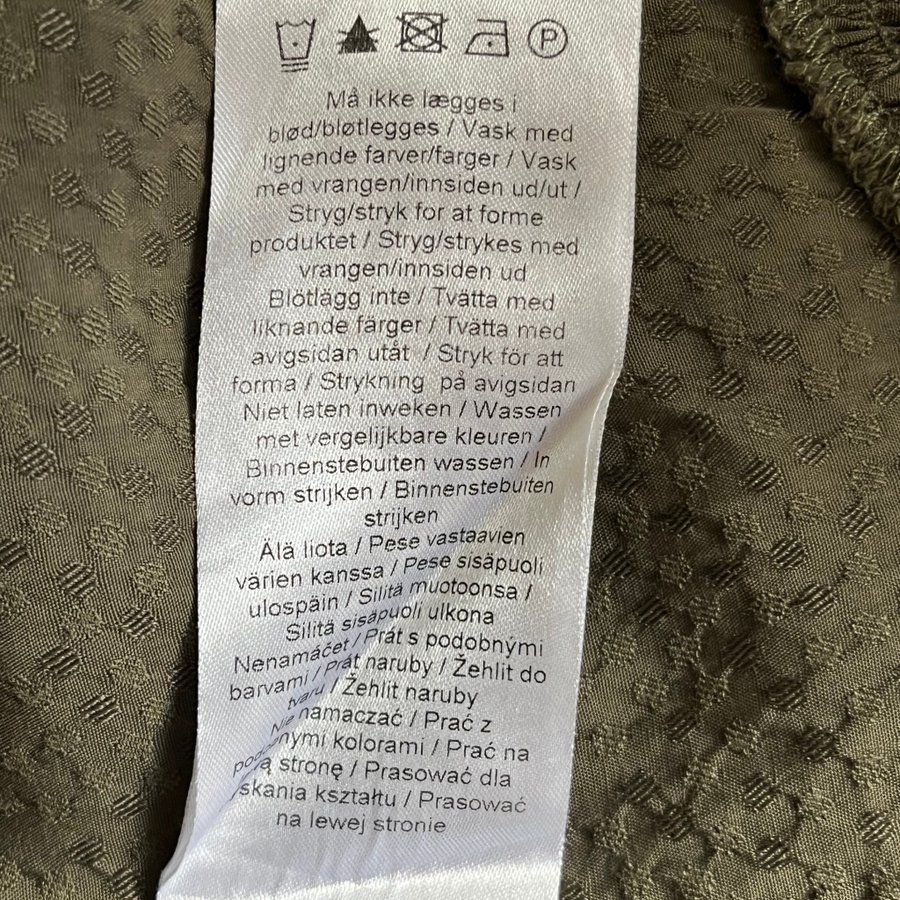 P
Må ikke lægges i
blød/bløtlegges / Vask med
lignende farver/farger / Vask
med vrangen/innsiden ud/ut /
Stryg/stryk for at forme
produktet / Stryg/strykes med
vrangen/innsiden ud
Blötlägg inte / Tvätta med
liknande färger / Tvätta med
avigsidan utåt / Stryk för att
forma / Strykning på avigsidan
Niet laten inweken / Wassen
met vergelijkbare kleuren /
Binnenstebuiten wassen / In
vorm strijken / Binnenstebuiten
strijken
Älä liota / Pese vastaavien
värien kanssa / Pese sisäpuoli
ulospäin / Silitä muotoonsa /
Silitä sisäpuoli ulkona
Nenamáčet / Prát s podobnými
barvami / Prát naruby / Žehlit do
tvaru / Žehlit naruby
Nie namaczać / Prać z
kolorami / Prać na
stronę / Prasować dla
kształtu / Prasować
na lewej stronie